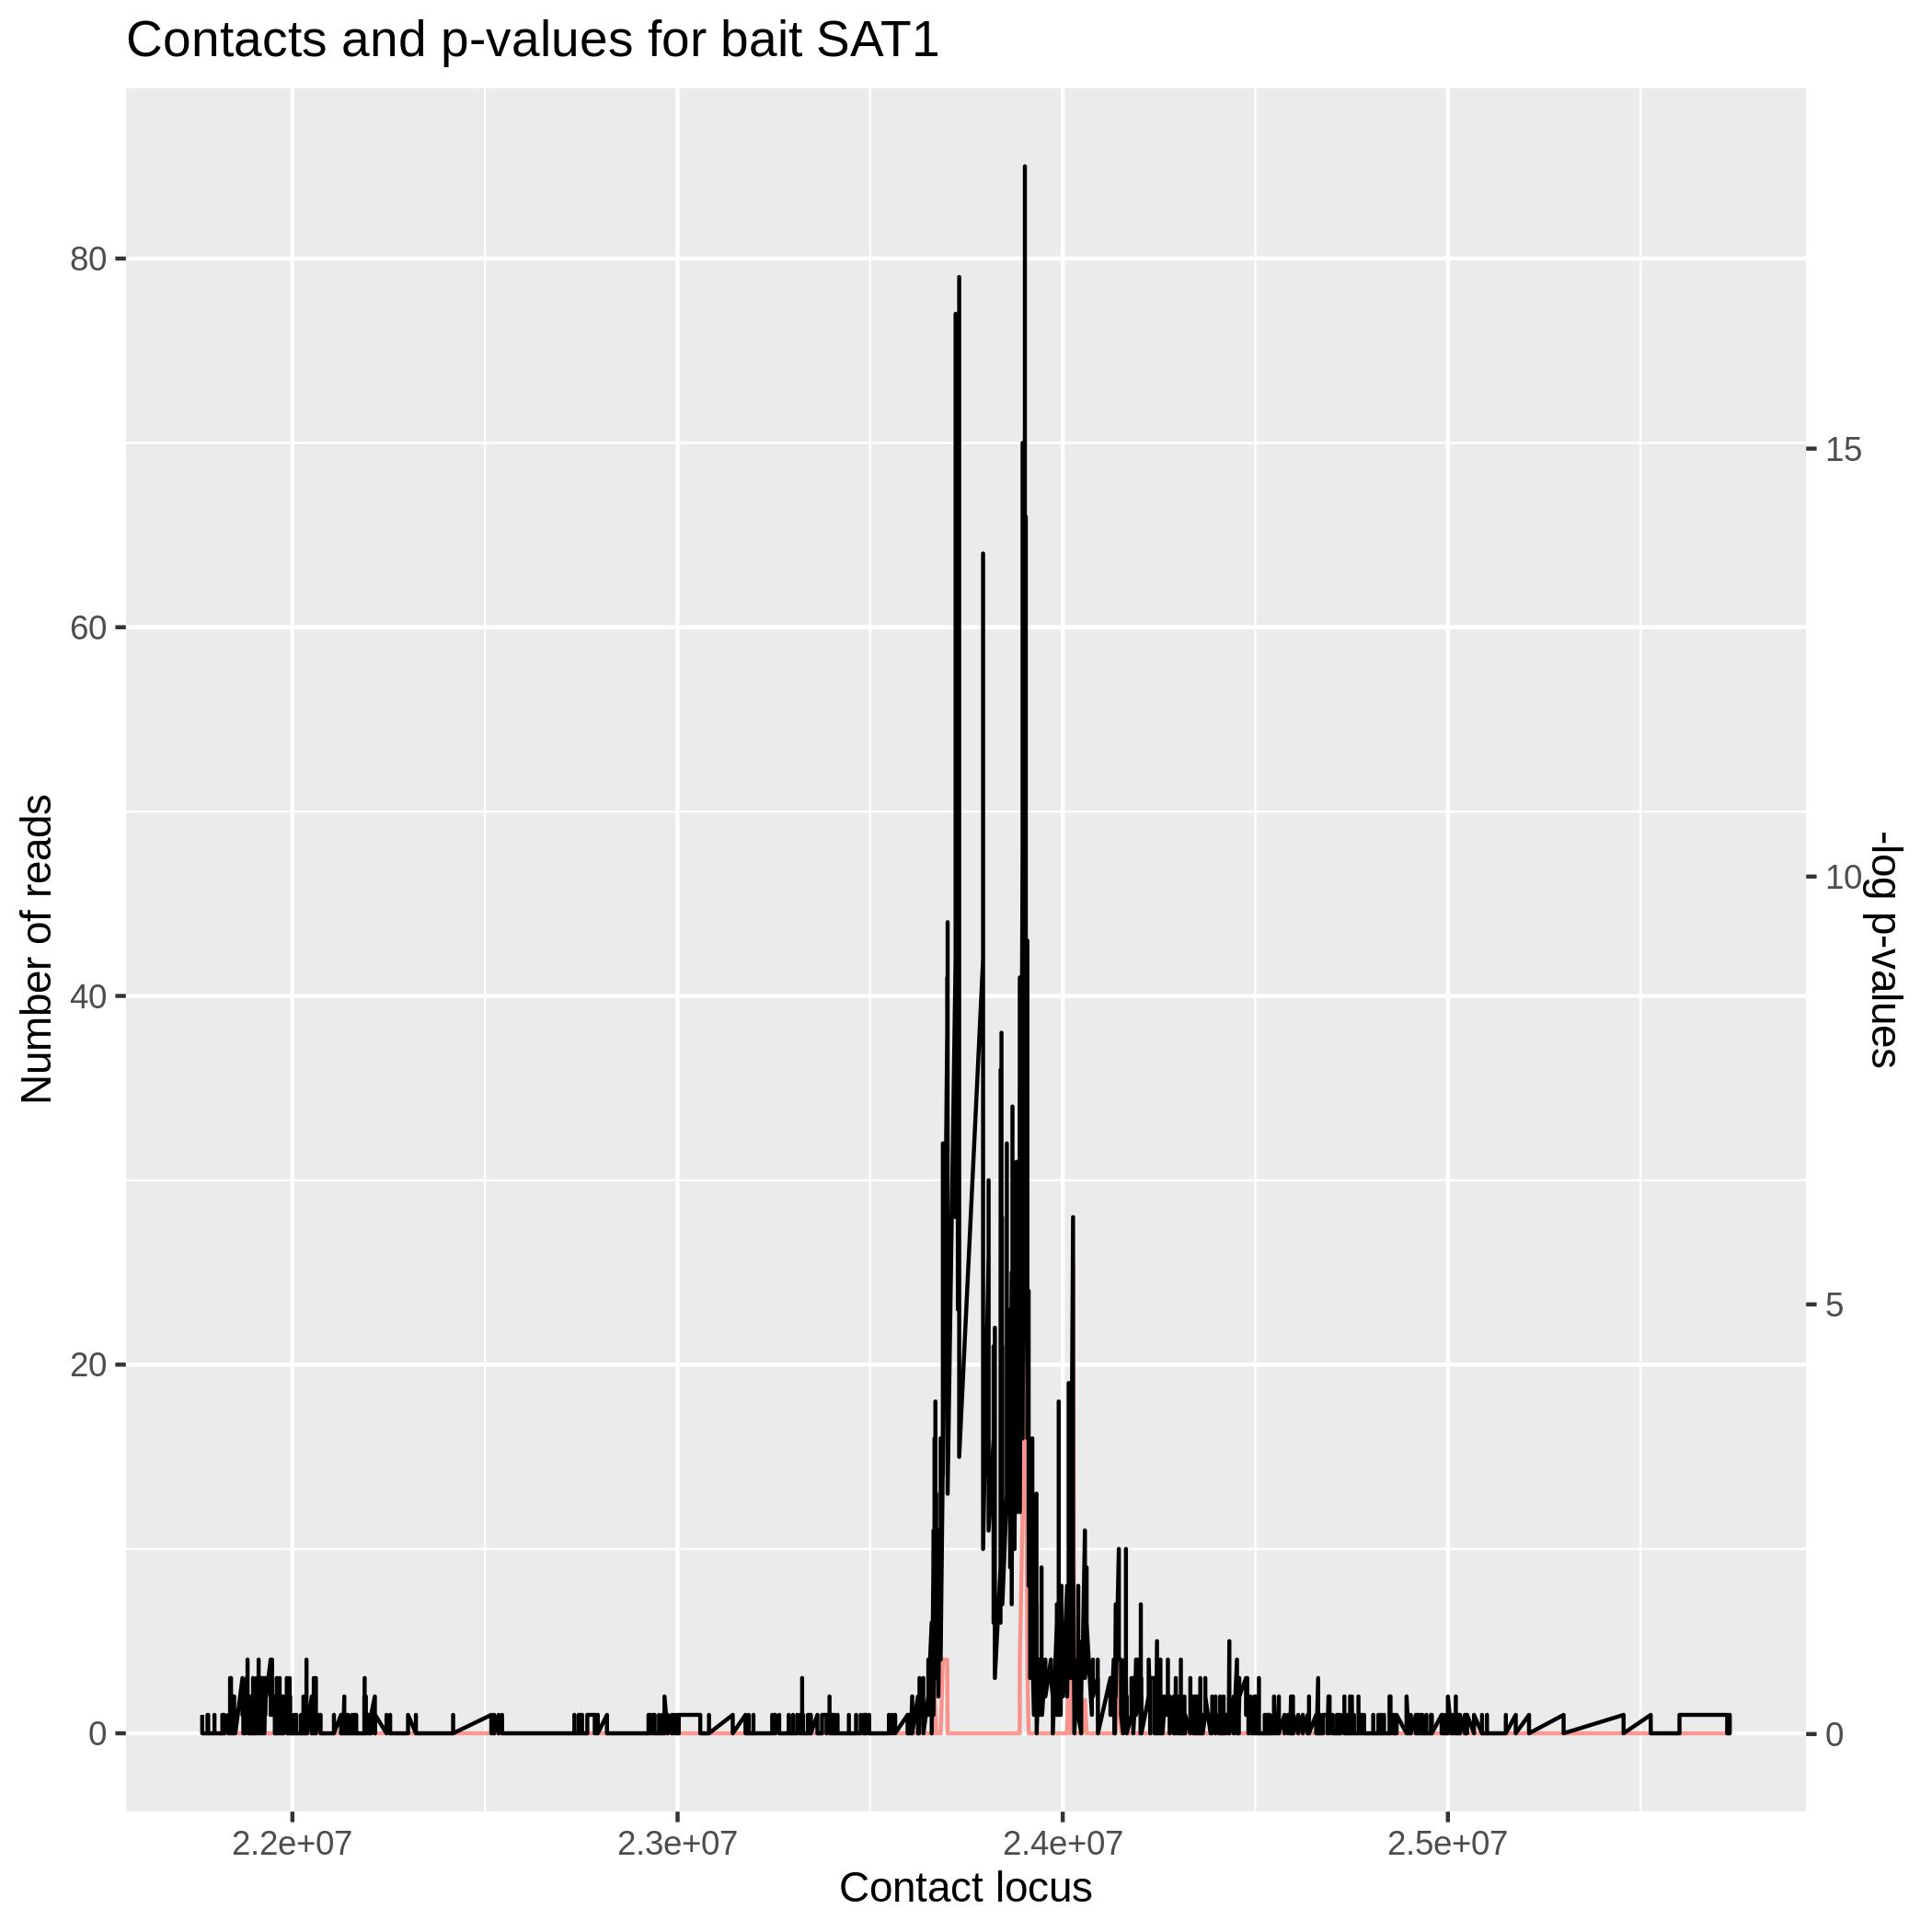 Contacts and p-values for bait SAT1
80
60
40
20
0
Number of reads
15
10
5
0
-log p-values
2.2e+07
2.3e+07
2.4e+07
2.5e+07
Contact locus